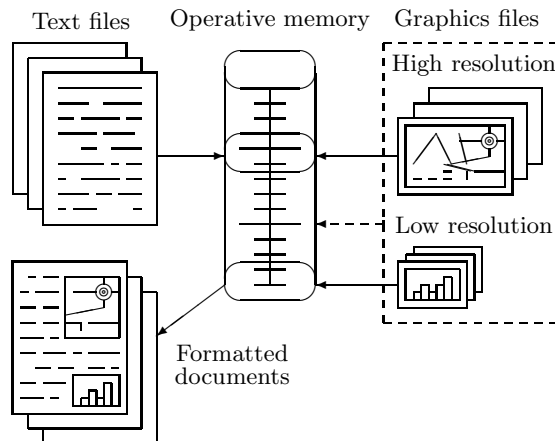 Text files
Operative memory
Graphics files
High resolution
Low resolution
Formatted
documents